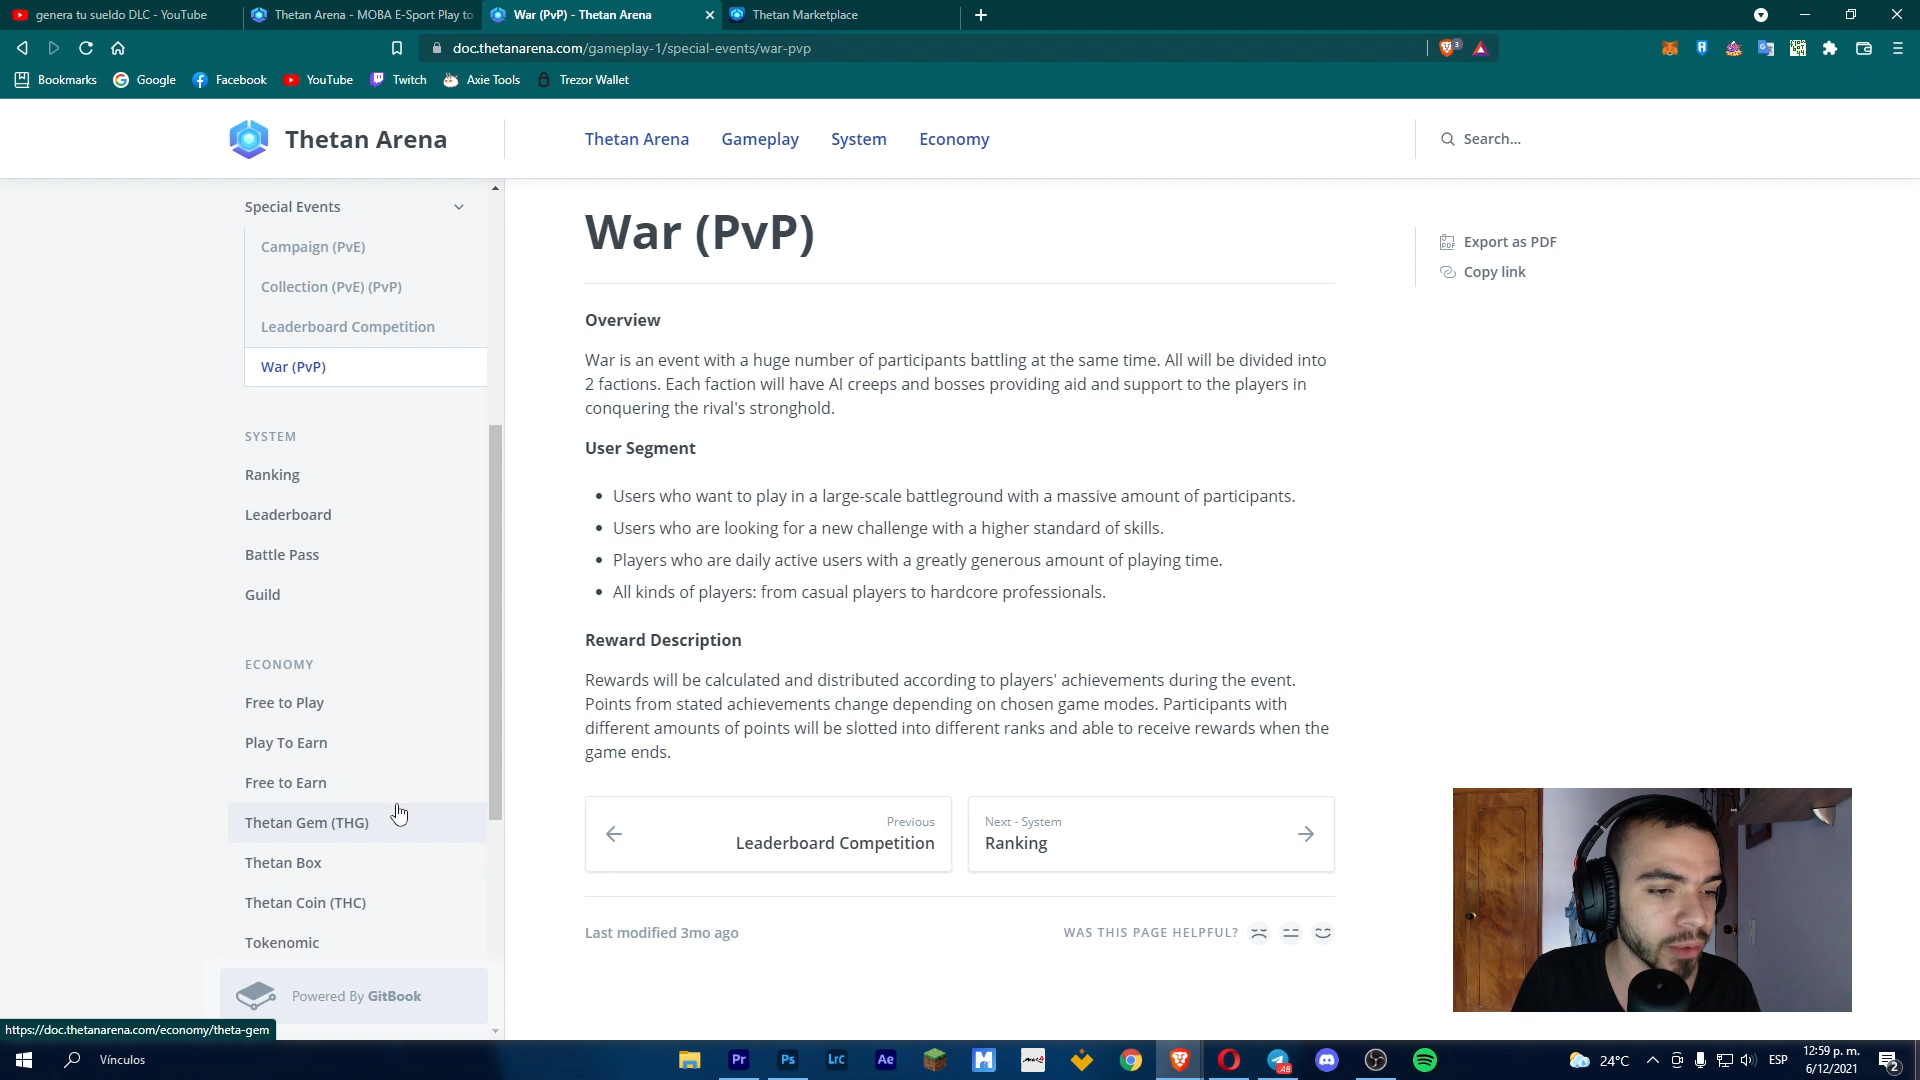 genera tu sueldo DLC - YouTube
Thetan Arena - MOBA E-Sport Play to
War (PvP) - Thetan Arena
Thetan Marketplace
doc.thetanarena.com/gameplay-1/special-events/war-pvp
3
Bookmarks
Google
Facebook
YouTube
Twitch
Axie Tools
Trezor Wallet
Thetan Arena
Thetan Arena
Gameplay
System
Economy
Search...
Special Events
Campaign (PvE)
Collection (PvE) (PvP)
Leaderboard Competition
War (PvP)
SYSTEM
Ranking
Leaderboard
Battle Pass
Guild
ECONOMY
Free to Play
Play To Earn
Free to Earn
Thetan Gem (THG)
Thetan Box
Thetan Coin (THC)
Tokenomic
Powered By GitBook
War (PvP)
Overview
War is an event with a huge number of participants battling at the same time. All will be divided into
2 factions. Each faction will have AI creeps and bosses providing aid and support to the players in
conquering the rival's stronghold.
User Segment
• Users who want to play in a large-scale battleground with a massive amount of participants.
• Users who are looking for a new challenge with a higher standard of skills.
• Players who are daily active users with a greatly generous amount of playing time.
• All kinds of players: from casual players to hardcore professionals.
Reward Description
Rewards will be calculated and distributed according to players' achievements during the event.
Points from stated achievements change depending on chosen game modes. Participants with
different amounts of points will be slotted into different ranks and able to receive rewards when the
game ends.
Previous
Leaderboard Competition
Next - System
Ranking
Last modified 3mo ago
WAS THIS PAGE HELPFUL?
PDF
Export as PDF
Copy link
https://doc.thetanarena.com/economy/theta-gem
Vínculos
Pr
Ps
Lrc
Ae
48
24°C
ESP
12:59 p. m.
6/12/2021
2